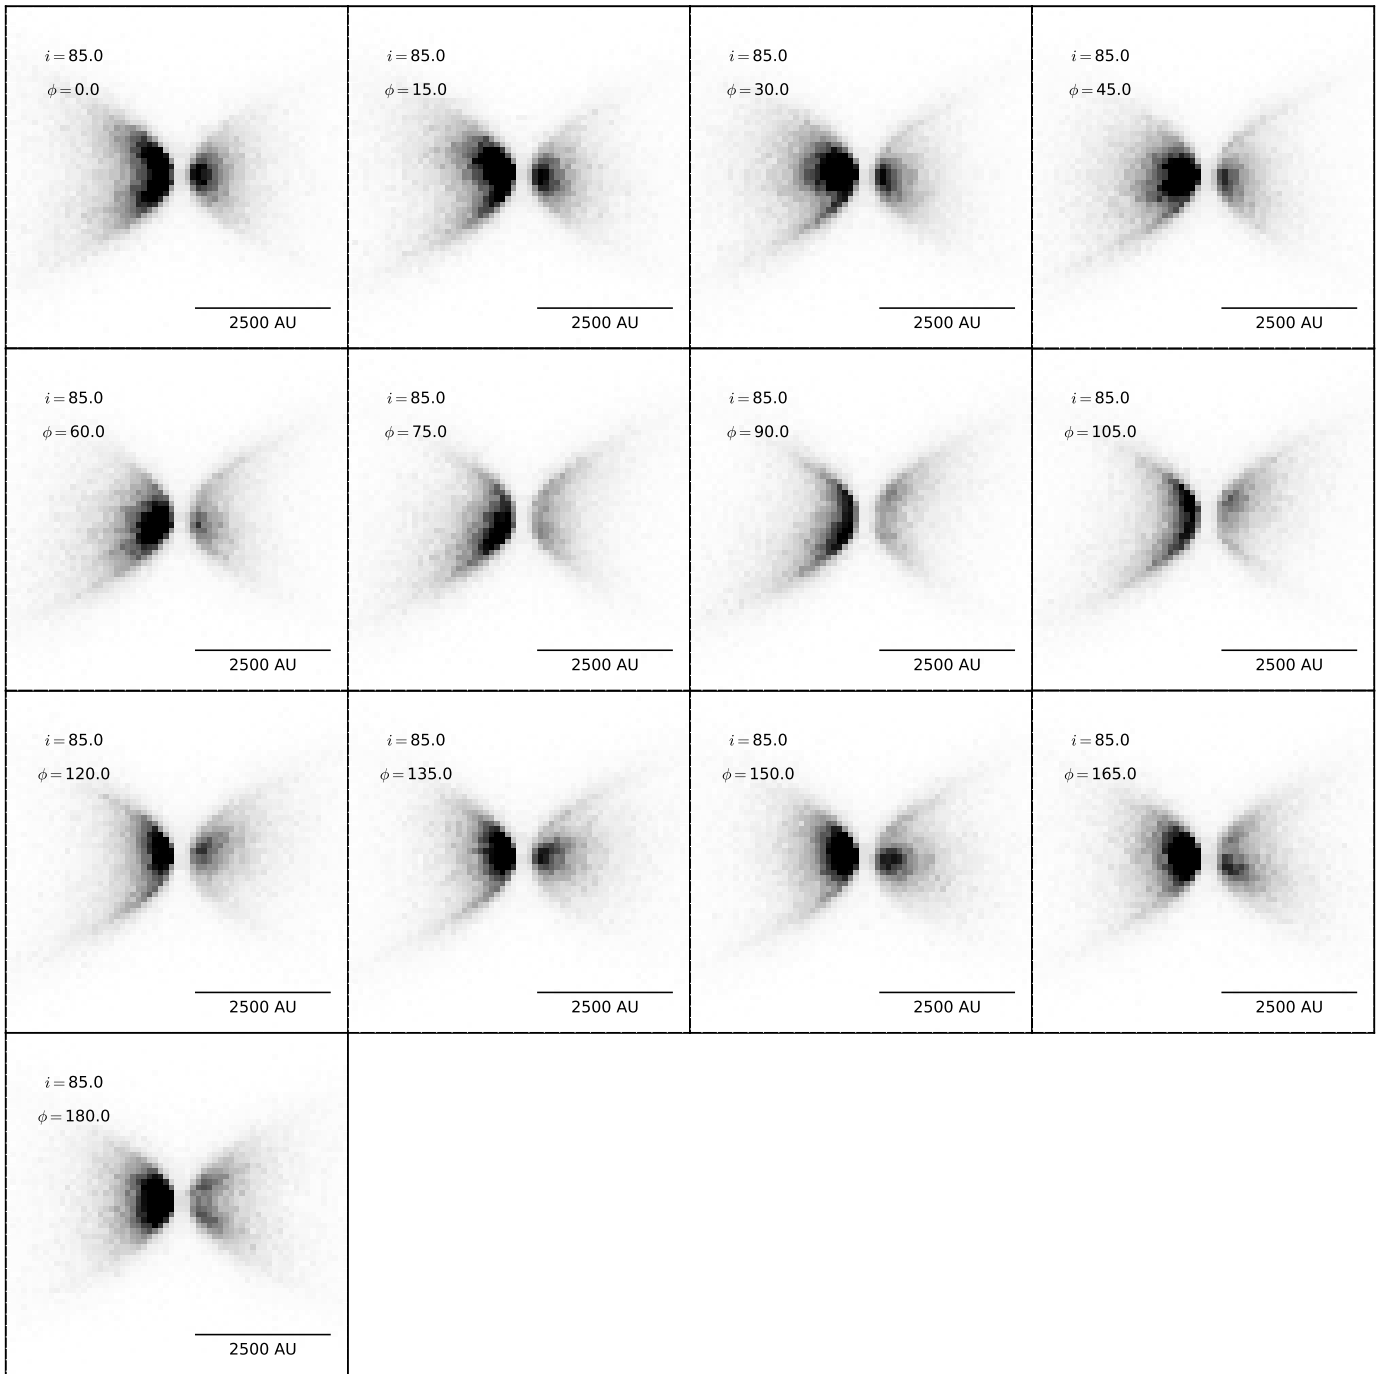 i = 85.0
ϕ = 0.0
2500 AU
i = 85.0
ϕ = 15.0
2500 AU
i = 85.0
ϕ = 30.0
2500 AU
i = 85.0
ϕ = 45.0
2500 AU
i = 85.0
ϕ = 60.0
2500 AU
i = 85.0
ϕ = 75.0
2500 AU
i = 85.0
ϕ = 90.0
2500 AU
i = 85.0
ϕ = 105.0
2500 AU
i = 85.0
ϕ = 120.0
2500 AU
i = 85.0
ϕ = 135.0
2500 AU
i = 85.0
ϕ = 150.0
2500 AU
i = 85.0
ϕ = 165.0
2500 AU
i = 85.0
ϕ = 180.0
2500 AU